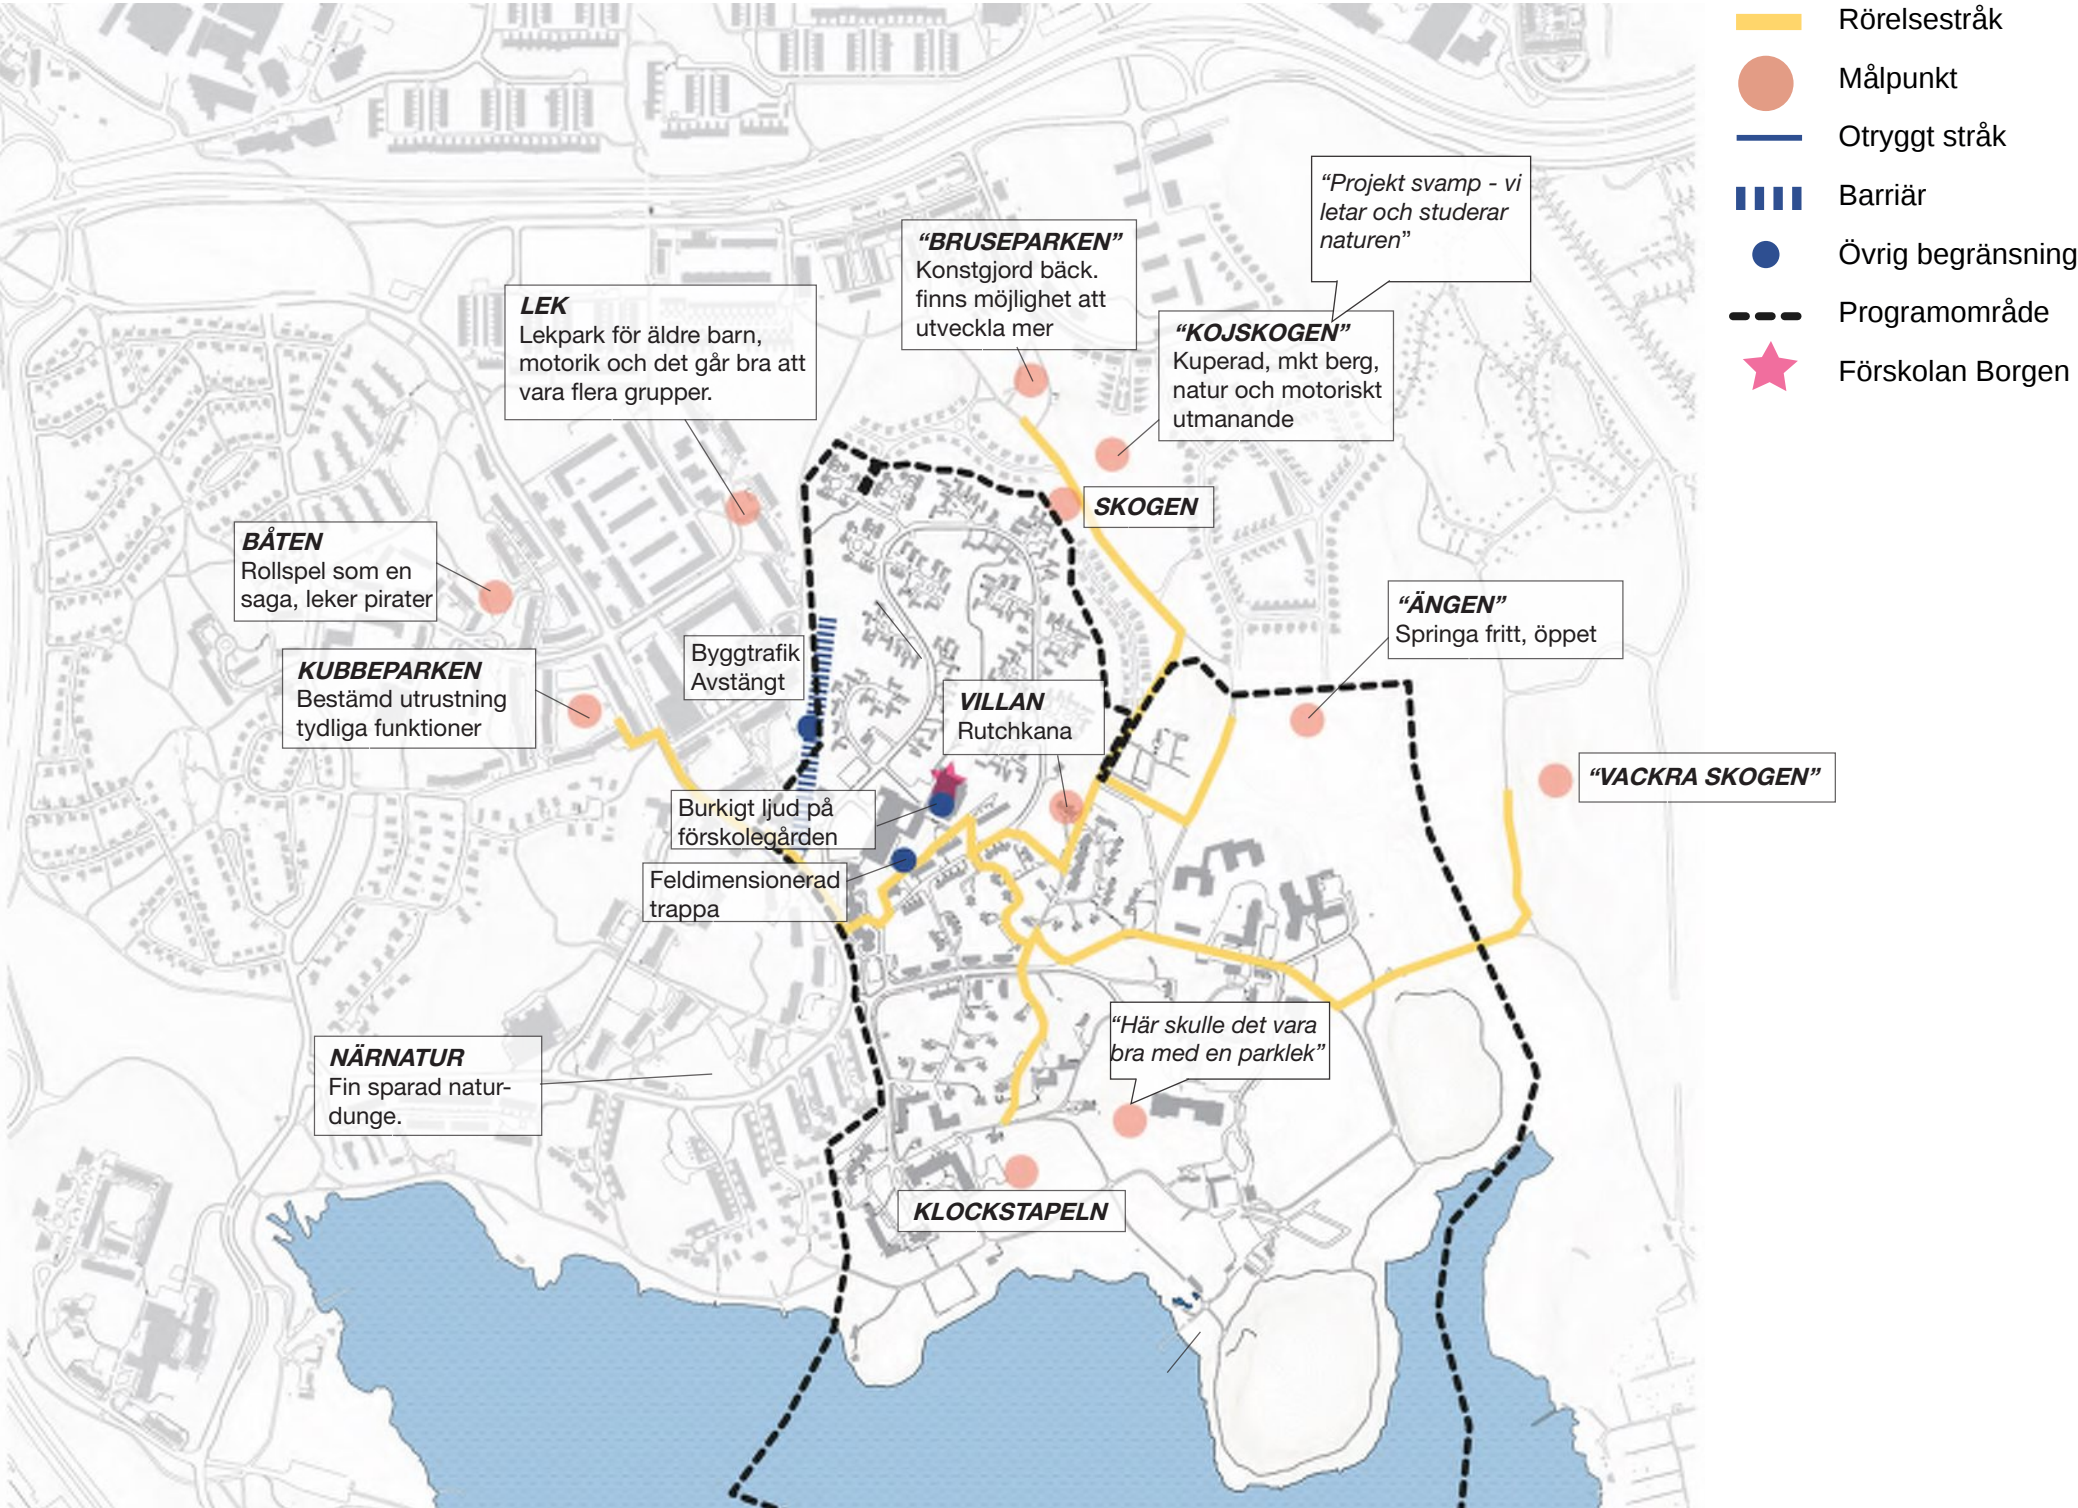 Rörelsestråk
Målpunkt
Otryggt stråk
Barriär
Övrig begränsning
Programområde
Förskolan Borgen
“Projekt svamp - vi
letar och studerar
naturen”
“BRUSEPARKEN”
Konstgjord bäck.
finns möjlighet att
utveckla mer
LEK
Lekpark för äldre barn,
motorik och det går bra att
vara flera grupper.
“KOJSKOGEN”
Kuperad, mkt berg,
natur och motoriskt
utmanande
SKOGEN
BÅTEN
Rollspel som en
saga, leker pirater
“ÄNGEN”
Springa fritt, öppet
KUBBEPARKEN
Bestämd utrustning
tydliga funktioner
Byggtrafik
Avstängt
VILLAN
Rutchkana
“VACKRA SKOGEN”
Burkigt ljud på
förskolegården
Feldimensionerad
trappa
“Här skulle det vara
bra med en parklek”
NÄRNATUR
Fin sparad natur-
dunge.
KLOCKSTAPELN